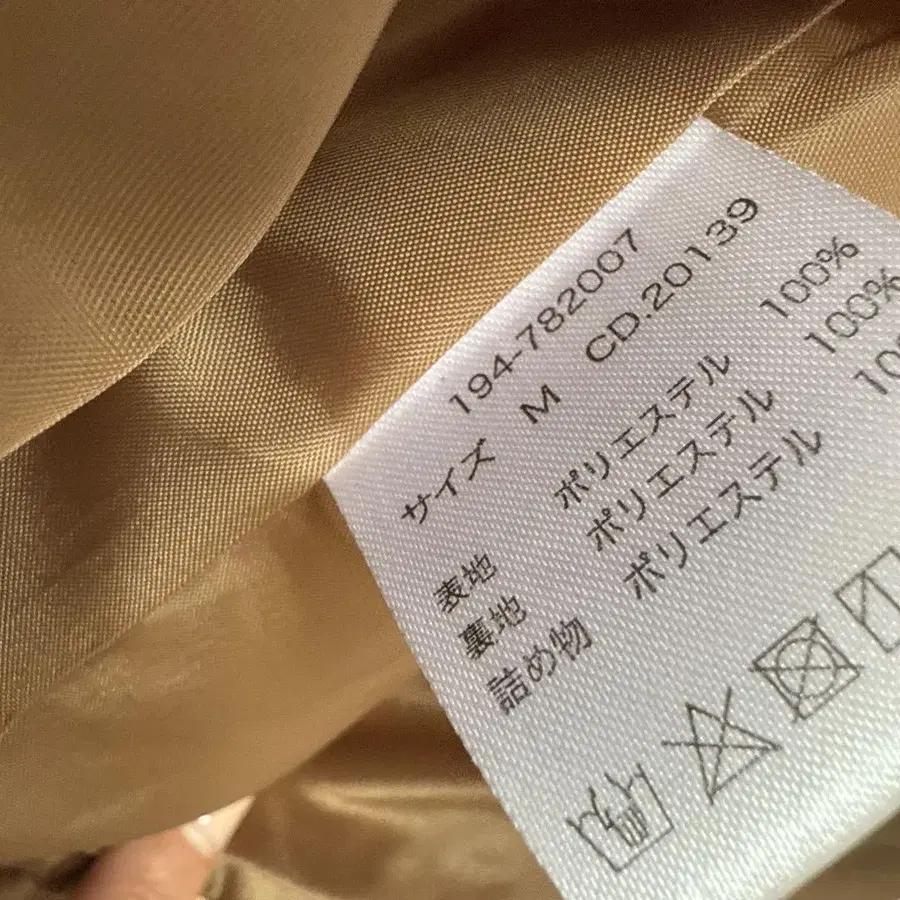 194-782007
サイズ M CD.20139
表地 ポリエステル 100%
裏地 ポリエステル 100%
詰め物 ポリエステル